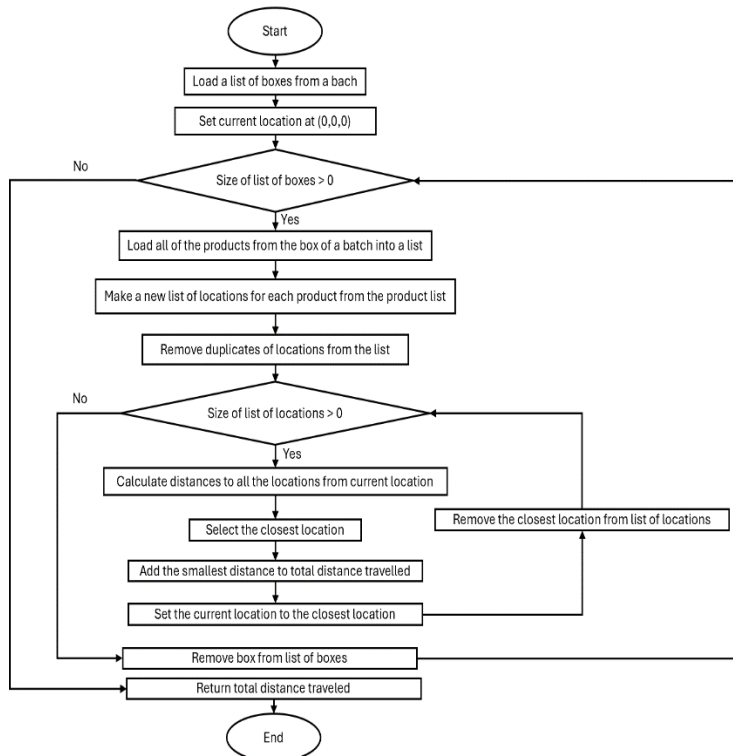 Start
Load a list of boxes from a bach
Set current location at (0,0,0)
No
Size of list of boxes > 0
Yes
Load all of the products from the box of a batch into a list
Make a new list of locations for each product from the product list
Remove duplicates of locations from the list
No
Size of list of locations > 0
Yes
Calculate distances to all the locations from current location
Remove the closest location from list of locations
Select the closest location
Add the smallest distance to total distance travelled
Set the current location to the closest location
Remove box from list of boxes
Return total distance traveled
End